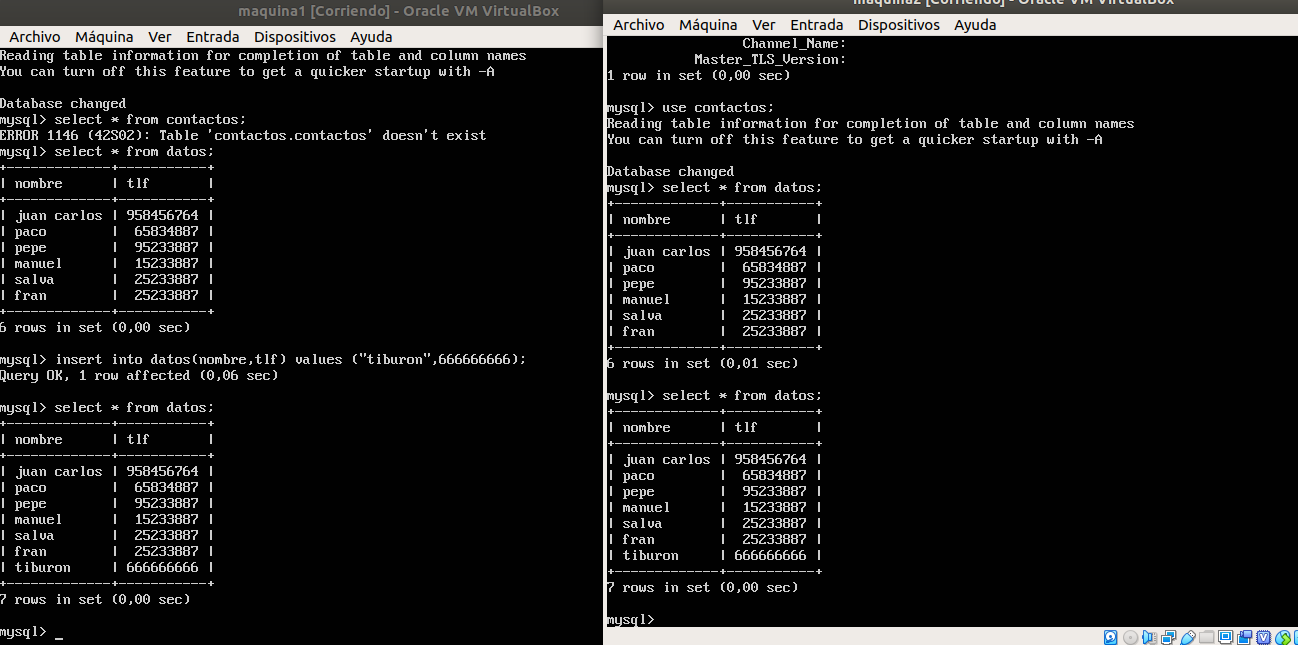 maquina1 [Corriendo] - Oracle VM VirtualBox
Archivo Máquina Ver Entrada Dispositivos Ayuda
Reading table information for completion of table and column names
You can turn off this feature to get a quicker startup with -A
Database changed
mysql> select * from contactos;
ERROR 1146 (42S02): Table 'contactos.contactos' doesn't exist
mysql> select * from datos;
+-------------+-----------+
| nombre      | tlf       |
+-------------+-----------+
| juan carlos | 958456764 |
| paco        |  65834887 |
| pepe        |  95233887 |
| manuel      |  15233887 |
| salva       |  25233887 |
| fran        |  25233887 |
+-------------+-----------+
6 rows in set (0,00 sec)
mysql> insert into datos(nombre,tlf) values ("tiburon",666666666);
Query OK, 1 row affected (0,06 sec)
mysql> select * from datos;
+-------------+-----------+
| nombre      | tlf       |
+-------------+-----------+
| juan carlos | 958456764 |
| paco        |  65834887 |
| pepe        |  95233887 |
| manuel      |  15233887 |
| salva       |  25233887 |
| fran        |  25233887 |
| tiburon     | 666666666 |
+-------------+-----------+
7 rows in set (0,00 sec)
mysql> _
maquina2 [Corriendo] - Oracle VM VirtualBox
Archivo Máquina Ver Entrada Dispositivos Ayuda
Channel_Name:
Master_TLS_Version:
1 row in set (0,00 sec)
mysql> use contactos;
Reading table information for completion of table and column names
You can turn off this feature to get a quicker startup with -A
Database changed
mysql> select * from datos;
+-------------+-----------+
| nombre      | tlf       |
+-------------+-----------+
| juan carlos | 958456764 |
| paco        |  65834887 |
| pepe        |  95233887 |
| manuel      |  15233887 |
| salva       |  25233887 |
| fran        |  25233887 |
+-------------+-----------+
6 rows in set (0,01 sec)
mysql> select * from datos;
+-------------+-----------+
| nombre      | tlf       |
+-------------+-----------+
| juan carlos | 958456764 |
| paco        |  65834887 |
| pepe        |  95233887 |
| manuel      |  15233887 |
| salva       |  25233887 |
| fran        |  25233887 |
| tiburon     | 666666666 |
+-------------+-----------+
7 rows in set (0,00 sec)
mysql>